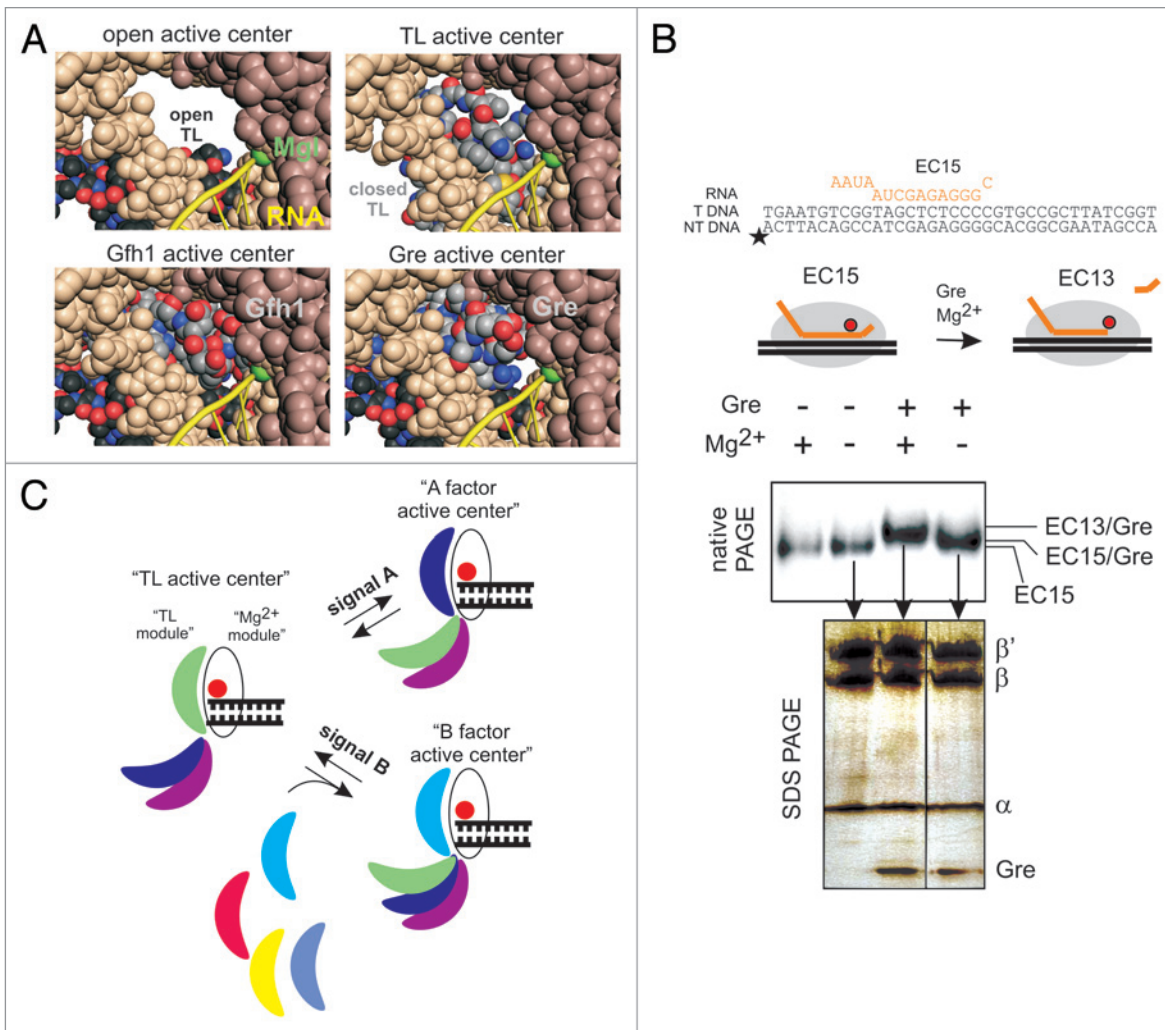 A
open active center
TL active center
open
TL
MgI
RNA
closed
TL
Gfh1 active center
Gre active center
Gfh1
Gre
B
EC15
AAUA C
RNA AUCGAGAGGG
T DNA TGAATGTCGGTAGCTCTCCCCGTGCCGCTTATCGGT
NT DNA ACTTACAGCCATCGAGAGGGGCACGGCGAATAGCCA
EC15
Gre
Mg2+
EC13
Gre - - + +
Mg2+ + - + -
native
PAGE
EC13/Gre
EC15/Gre
EC15
SDS PAGE
β'
β
α
Gre
C
"A factor
active center"
"TL active center"
signal A
"TL
module"
"Mg2+
module"
signal B
"B factor
active center"